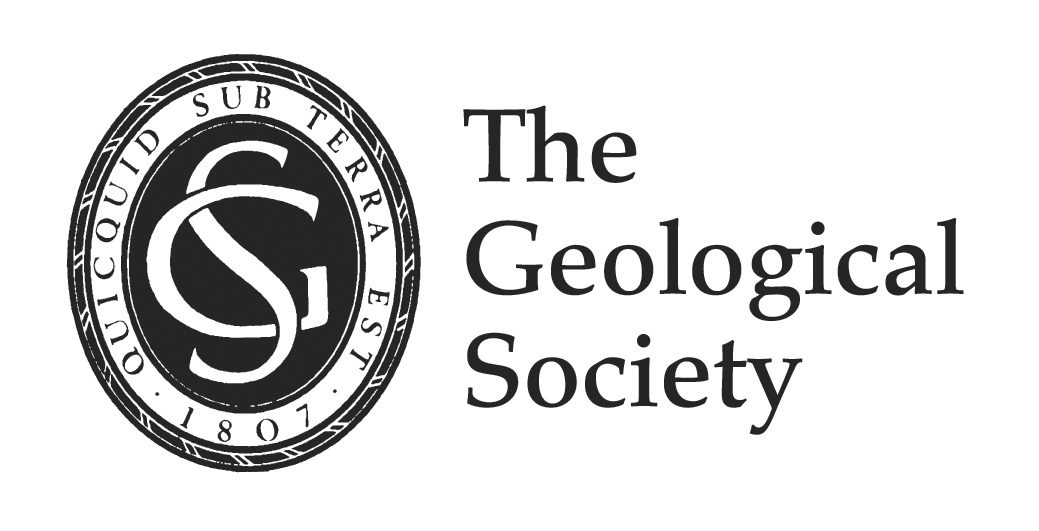 QUICQUID SUB TERRA EST
· 1807 ·
GS
The
Geological
Society